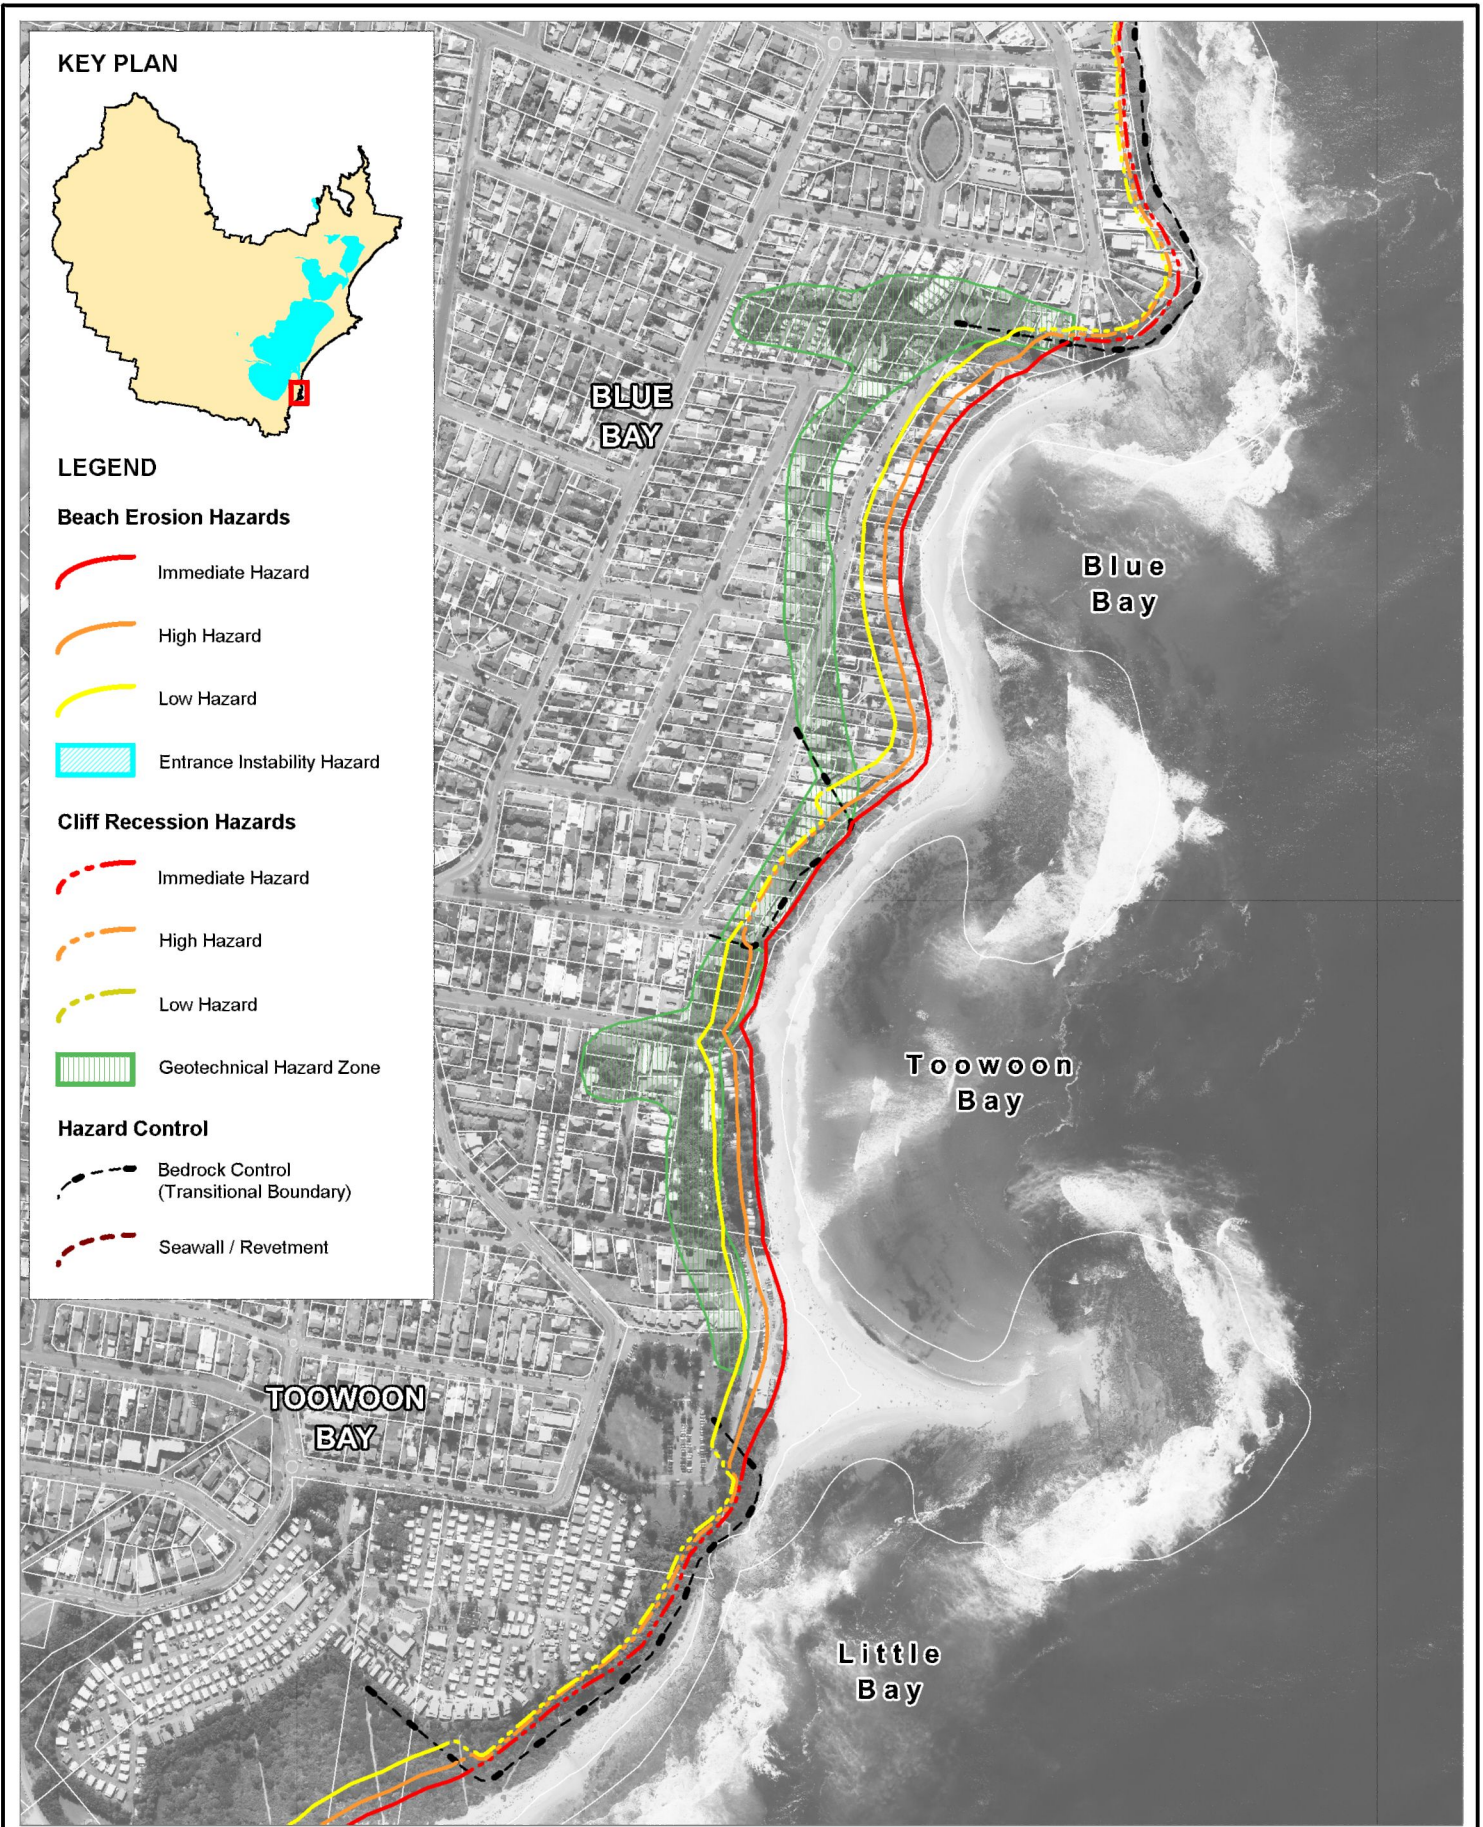 KEY PLAN
LEGEND
Beach Erosion Hazards
Immediate Hazard
High Hazard
Low Hazard
Entrance Instability Hazard
Cliff Recession Hazards
Immediate Hazard
High Hazard
Low Hazard
Geotechnical Hazard Zone
Hazard Control
Bedrock Control
(Transitional Boundary)
Seawall / Revetment
BLUE
BAY
Blue
Bay
Toowoon
Bay
TOOWOON
BAY
Little
Bay